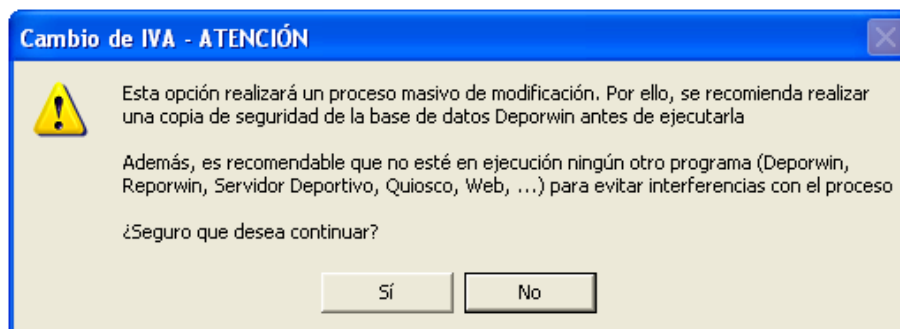 Cambio de IVA - ATENCIÓN
Esta opción realizará un proceso masivo de modificación. Por ello, se recomienda realizar
una copia de seguridad de la base de datos Deporwin antes de ejecutarla
Además, es recomendable que no esté en ejecución ningún otro programa (Deporwin,
Reporwin, Servidor Deportivo, Quiosco, Web, ...) para evitar interferencias con el proceso
¿Seguro que desea continuar?
Sí
No